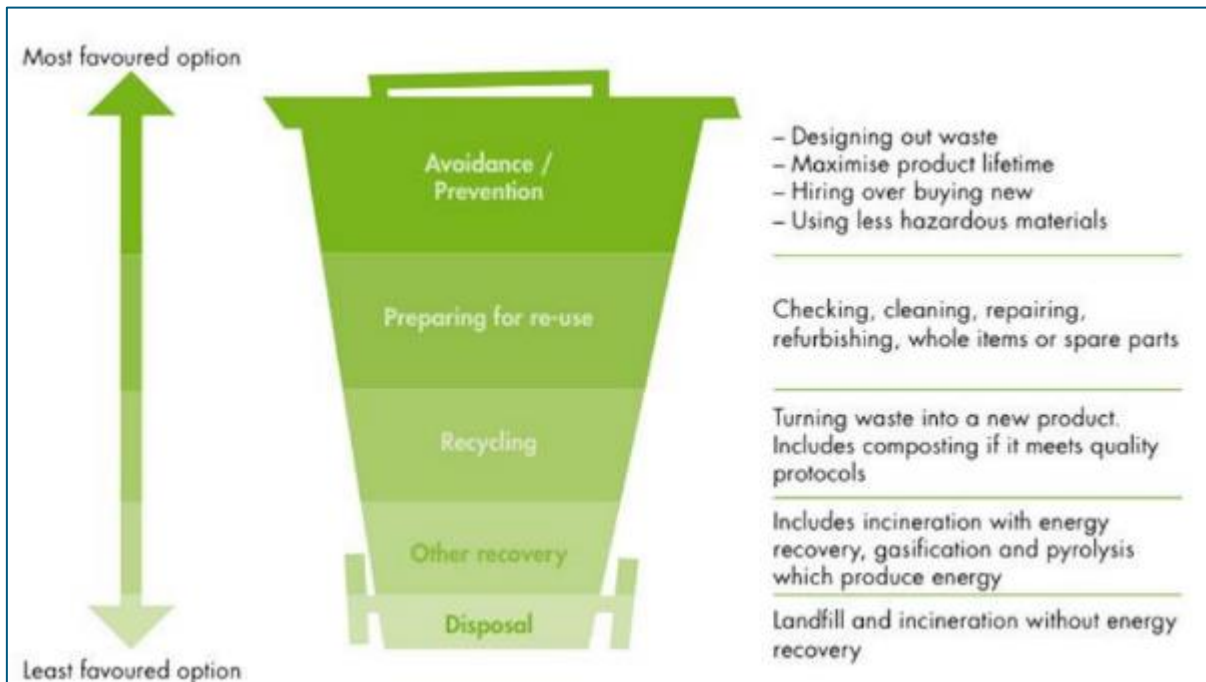 Most favoured option
Avoidance /
Prevention
– Designing out waste
– Maximise product lifetime
– Hiring over buying new
– Using less hazardous materials
Preparing for re-use
Checking, cleaning, repairing,
refurbishing, whole items or spare parts
Recycling
Turning waste into a new product.
Includes composting if it meets quality
protocols
Other recovery
Includes incineration with energy
recovery, gasification and pyrolysis
which produce energy
Disposal
Landfill and incineration without energy
recovery
Least favoured option